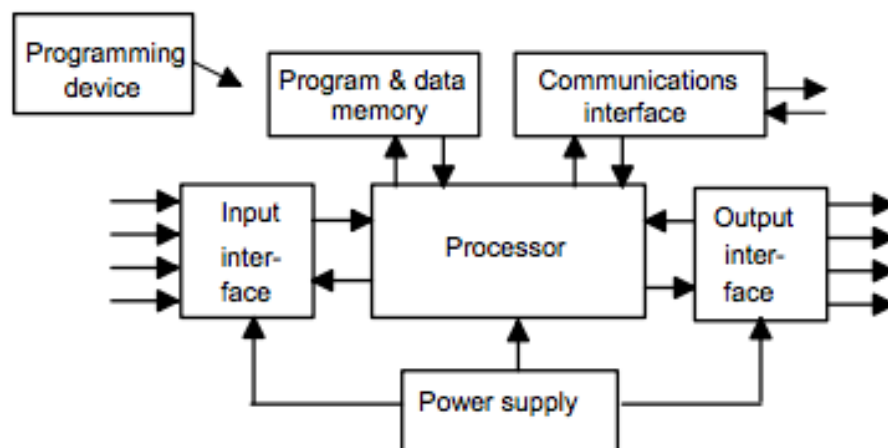 Programming
device
Program & data
memory
Communications
interface
Input
inter-
face
Processor
Output
inter-
face
Power supply